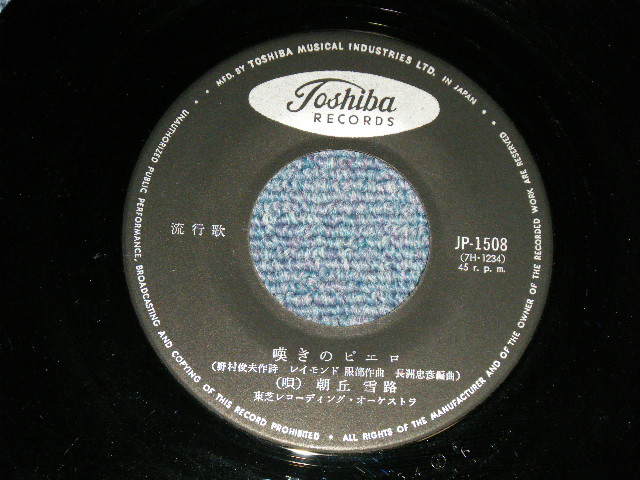 MFD. BY TOSHIBA MUSICAL INDUSTRIES LTD. IN JAPAN •
Toshiba
RECORDS
流行歌
JP-1508
(7H・1234)
45 r. p. m.
嘆きのピエロ
(野村俊夫作詩 レイモンド 服部作曲 長洲忠彦編曲)
(唄) 朝丘雪路
東芝レコーディング・オーケストラ
UNAUTHORIZED PUBLIC PERFORMANCE, BROADCASTING AND COPYING OF THIS RECORD PROHIBITED • ALL RIGHTS OF THE MANUFACTURER AND OF THE OWNER OF THE RECORDED WORK ARE RESERVED